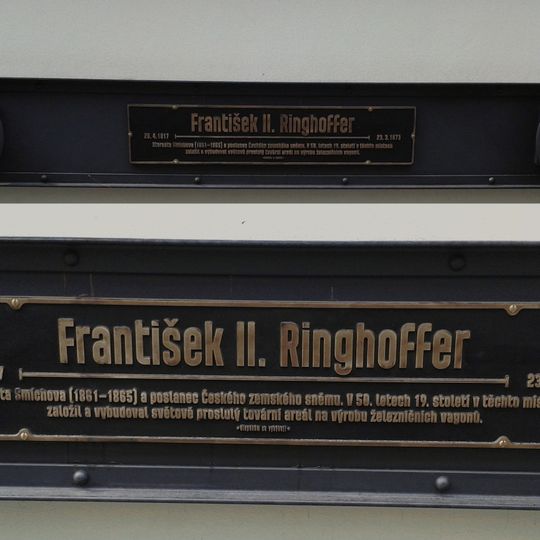 František II. Ringhoffer
23. 4. 1817
23. 3. 1873
Starosta Smíchova (1861–1865) a poslanec Českého zemského sněmu. V 50. letech 19. století v těchto místech
založil a vybudoval světově proslulý tovární areál na výrobu železničních vagonů.
František II. Ringhoffer
23
ta Smíchova (1861–1865) a poslanec Českého zemského sněmu. V 50. letech 19. století v těchto mís
založil a vybudoval světově proslulý tovární areál na výrobu železničních vagonů.